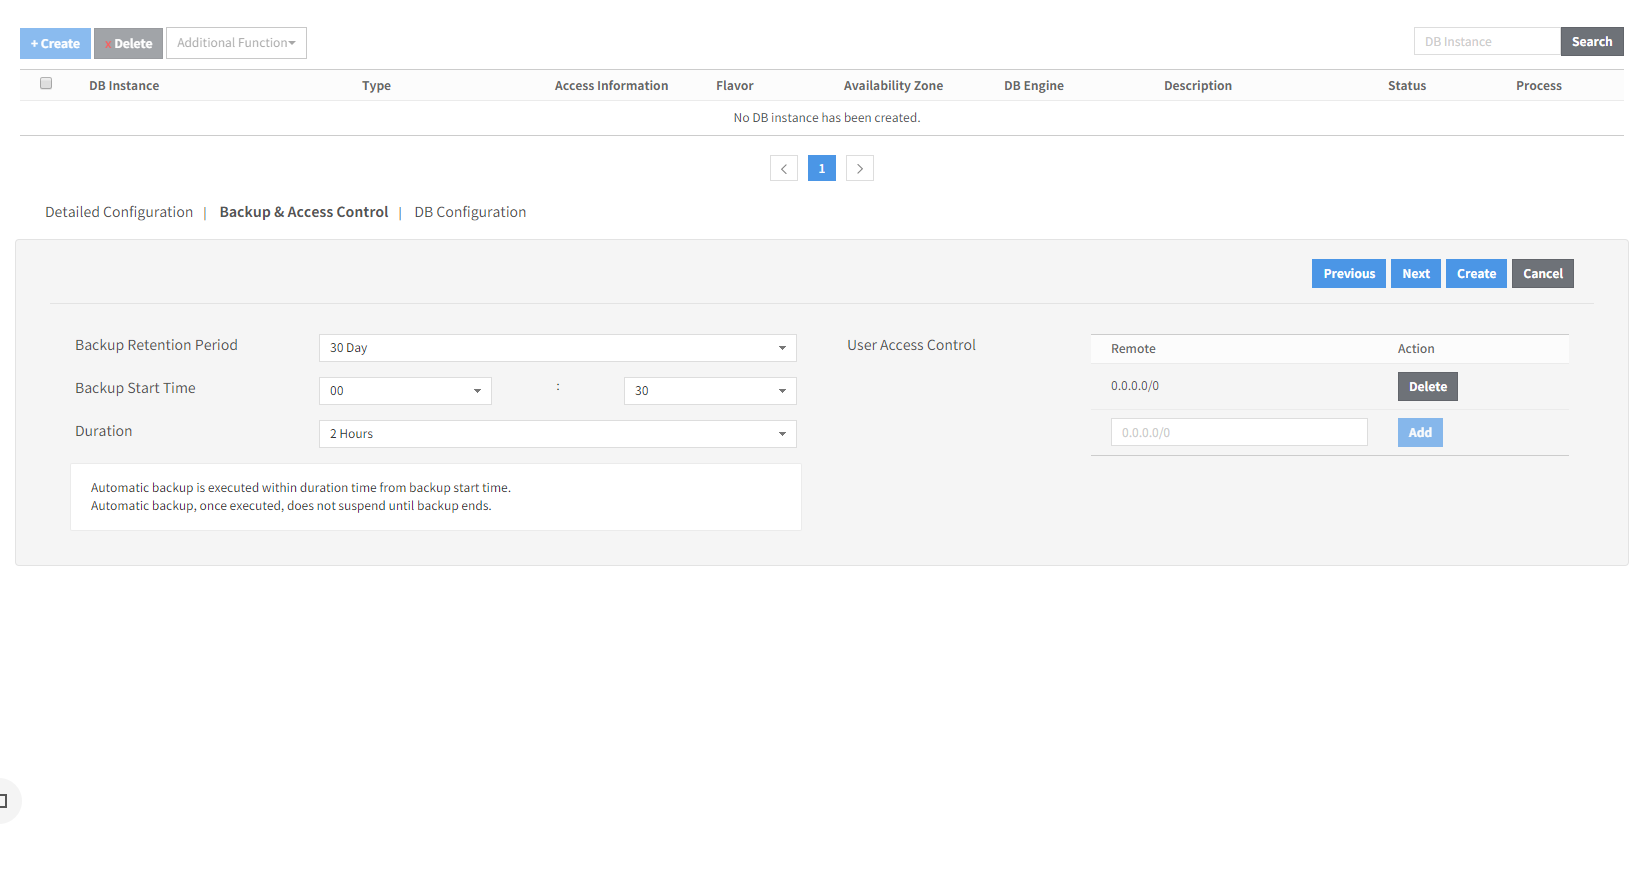 + Create x Delete Additional Function DB Instance Search
DB Instance Type Access Information Flavor Availability Zone DB Engine Description Status Process
No DB instance has been created.
< 1 >
Detailed Configuration | Backup & Access Control | DB Configuration
Previous Next Create Cancel
Backup Retention Period 30 Day
Backup Start Time 00 : 30
Duration 2 Hours
Automatic backup is executed within duration time from backup start time.
Automatic backup, once executed, does not suspend until backup ends.
User Access Control Remote Action
0.0.0.0/0 Delete
0.0.0.0/0 Add